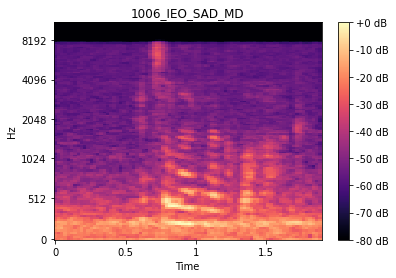 1006_IEO_SAD_MD
+0 dB
8192
-10 dB
4096
-20 dB
-30 dB
2048
-40 dB
Hz
1024
-50 dB
512
-60 dB
-70 dB
0
-80 dB
0 0.5 1 1.5
Time